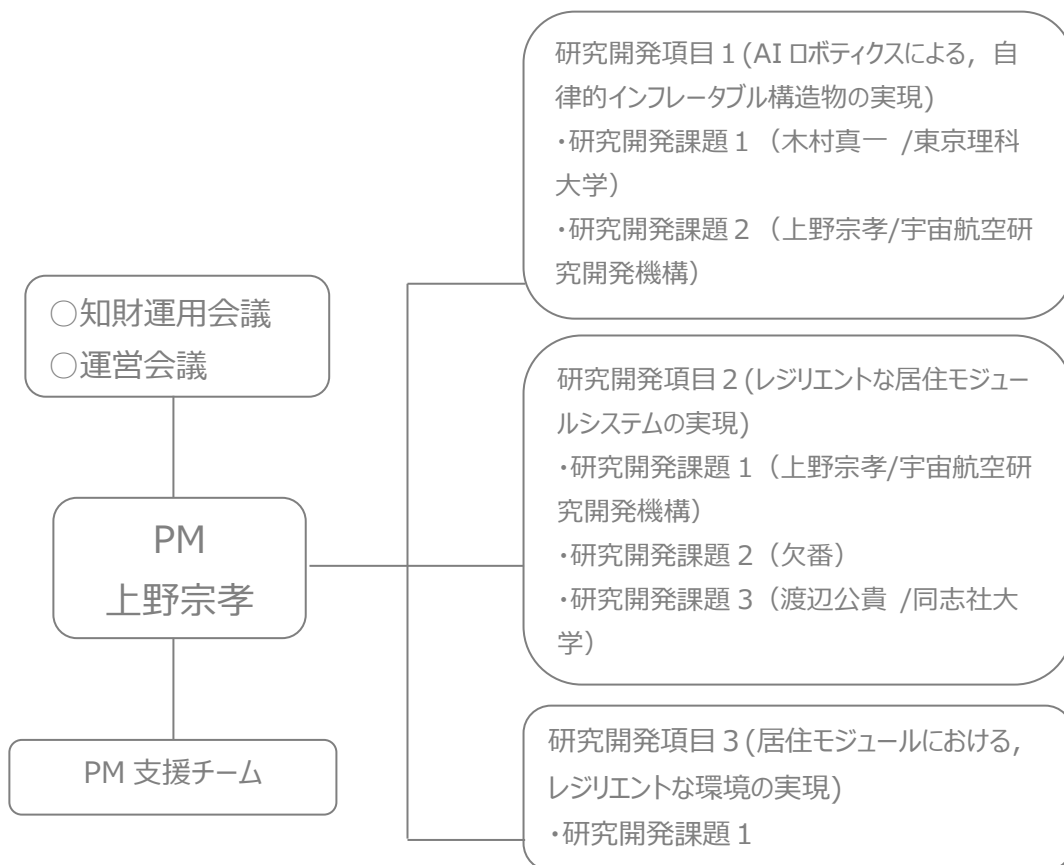 研究開発項目1(AIロボティクスによる, 自
律的インフレータブル構造物の実現)
・研究開発課題1 (木村真一 /東京理科
大学)
・研究開発課題2 (上野宗孝/宇宙航空研
究開発機構)
○知財運用会議
○運営会議
研究開発項目2(レジリエントな居住モジュー
ルシステムの実現)
・研究開発課題1 (上野宗孝/宇宙航空研
究開発機構)
・研究開発課題2 (欠番)
・研究開発課題3 (渡辺公貴 /同志社大
学)
PM
上野宗孝
研究開発項目3(居住モジュールにおける,
レジリエントな環境の実現)
・研究開発課題1
PM 支援チーム